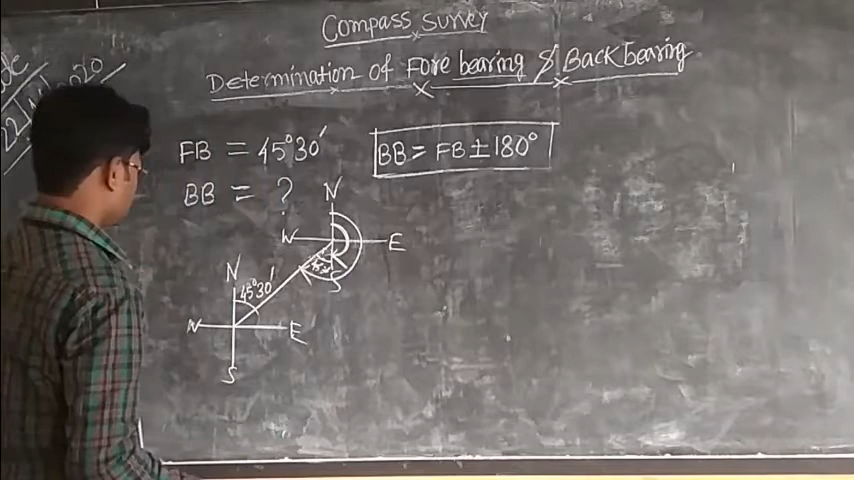 Compass survey
Determination of Fore bearing & Back bearing
FB = 45°30′
BB = FB ± 180°
BB = ?
N
W E
S
N
45°30′
W E
S